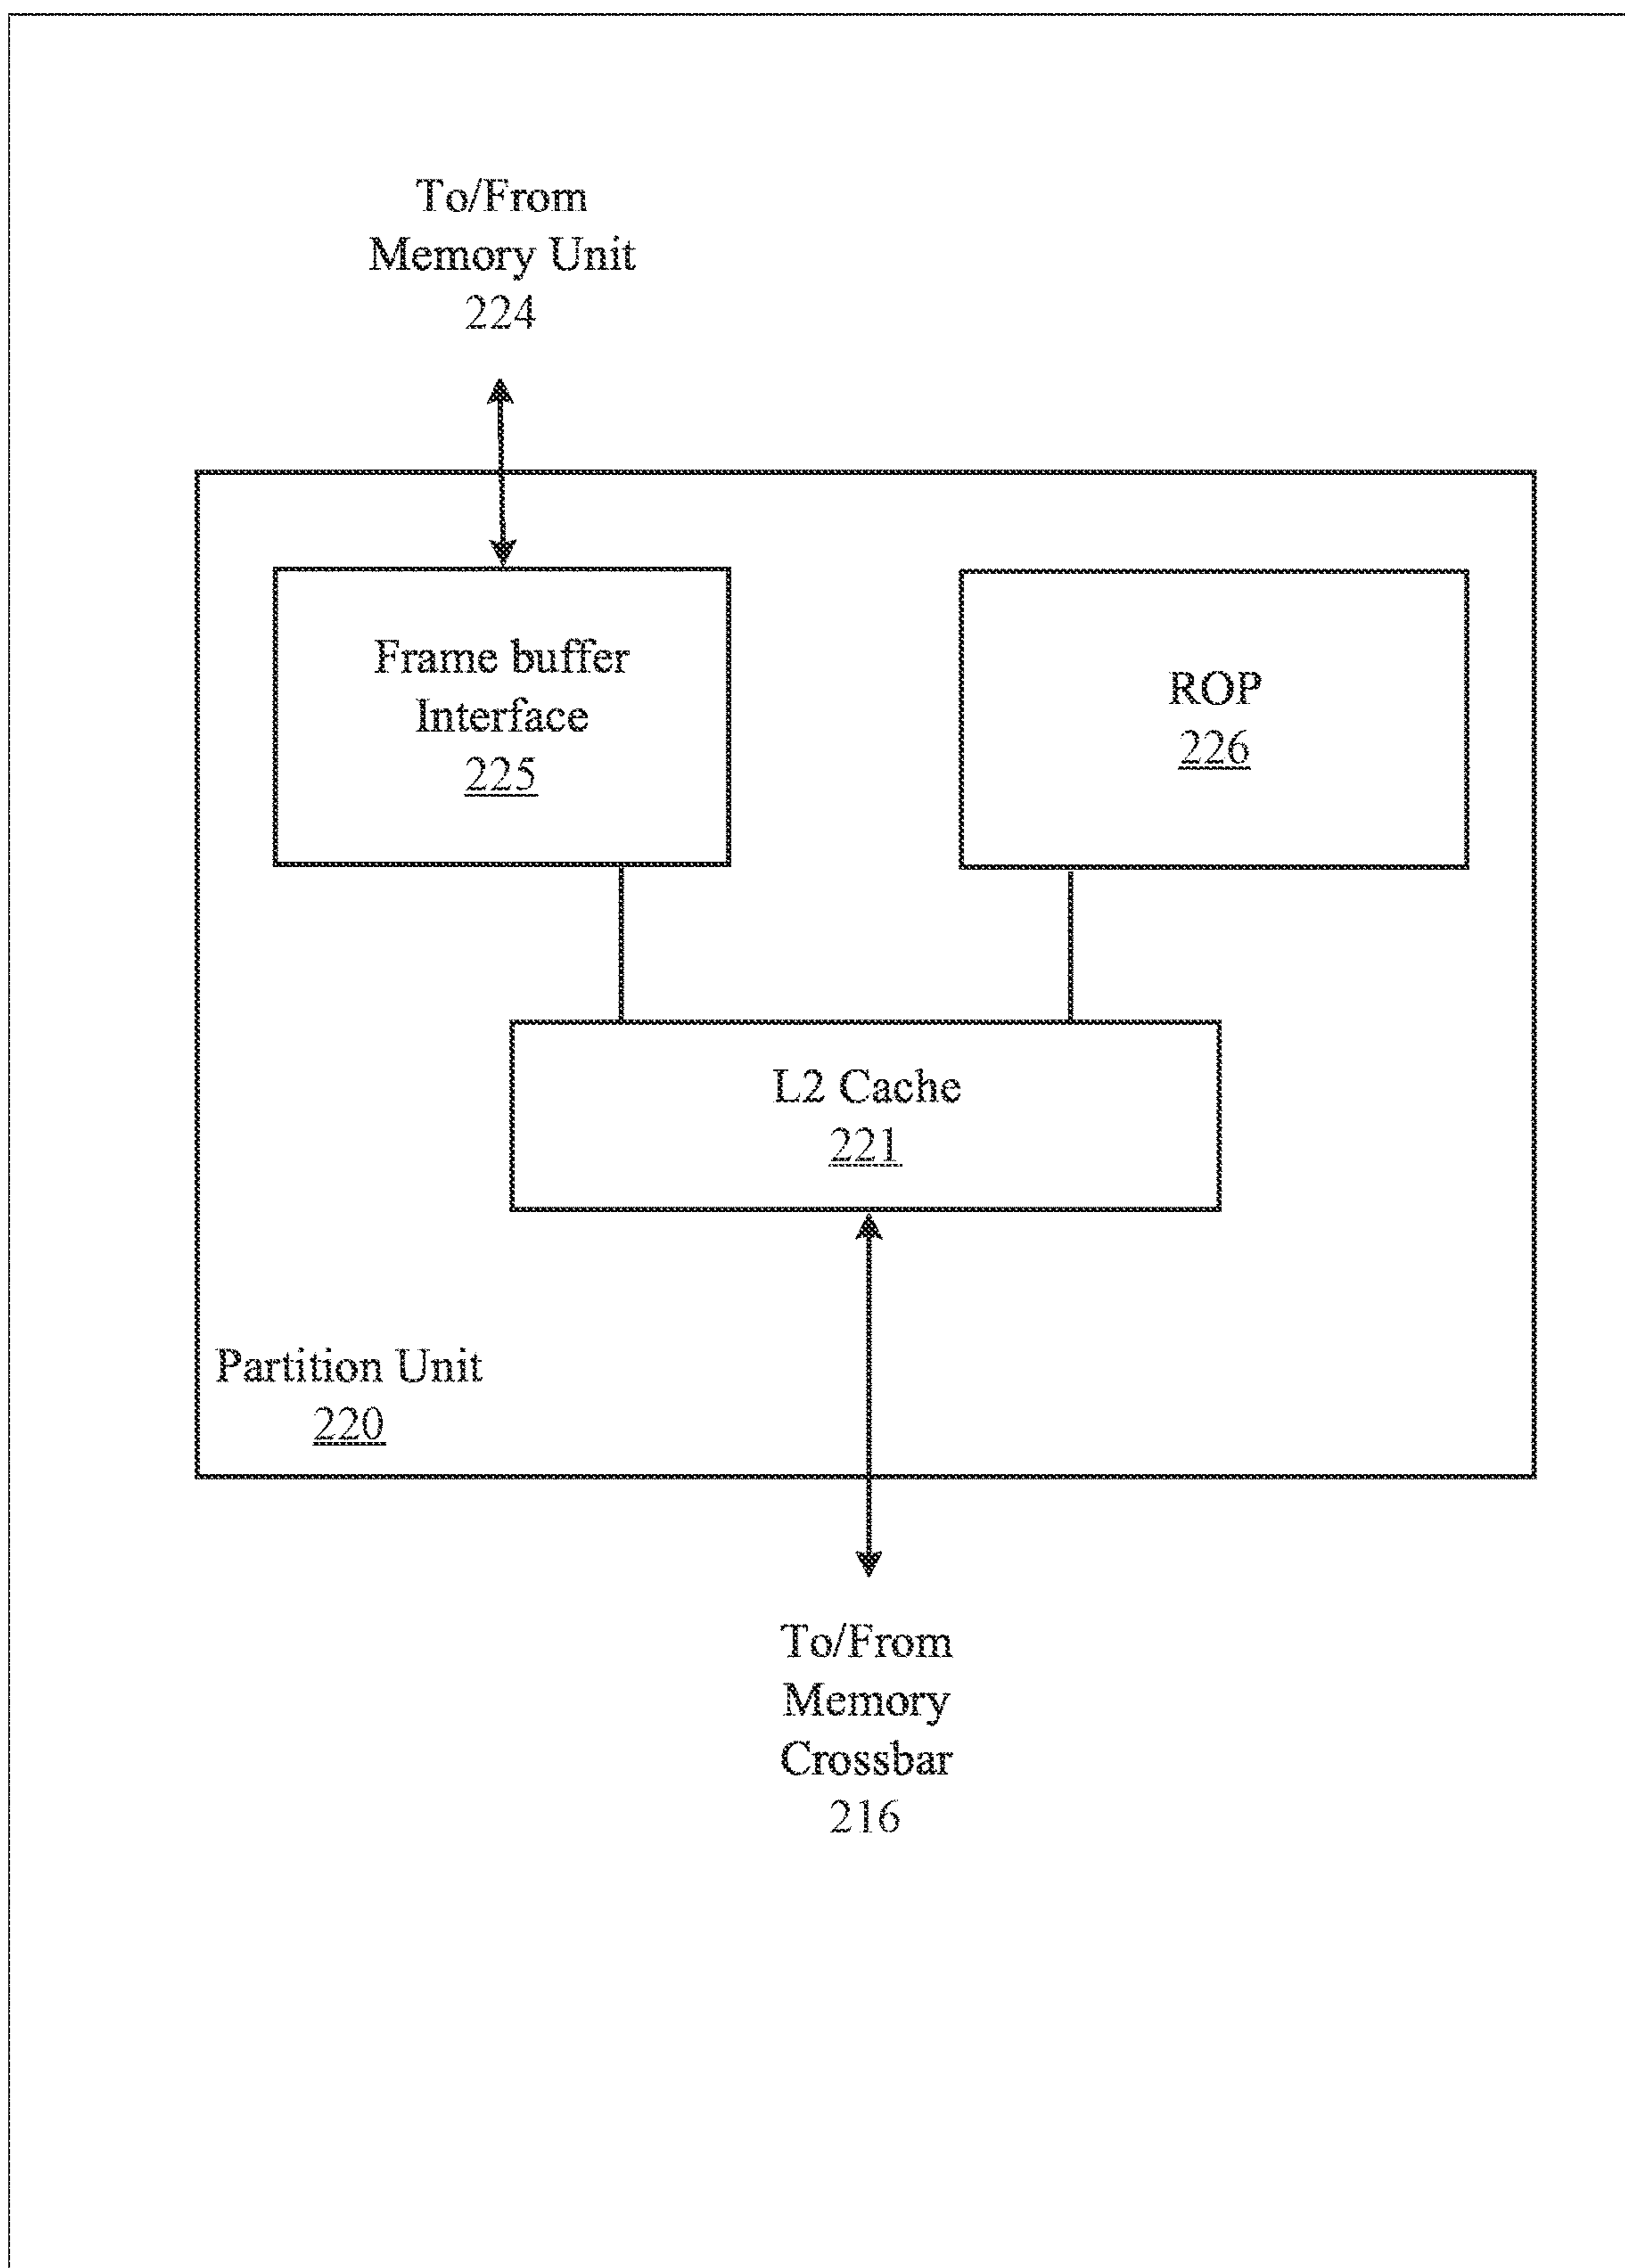 To/From
Memory Unit
224
Frame buffer
Interface
225
ROP
226
L2 Cache
221
Partition Unit
220
To/From
Memory
Crossbar
216